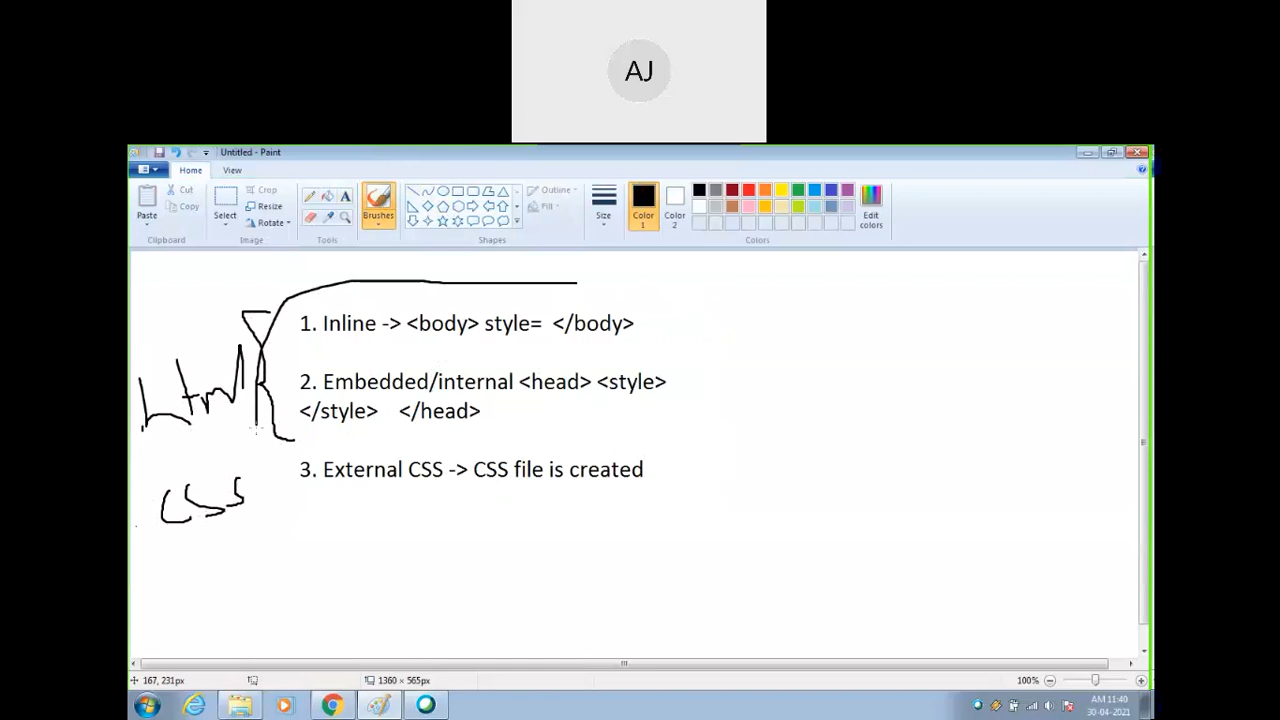 AJ
Untitled - Paint
Home View
Paste
Cut
Copy
Clipboard
Select
Crop
Resize
Rotate
Image
Tools
Brushes
Shapes
Outline
Fill
Size
Color 1
Color 2
Edit colors
Colors
1. Inline -> <body> style= </body>
2. Embedded/internal <head> <style>
</style> </head>
3. External CSS -> CSS file is created
Html
CSS
167, 231px
1360 × 565px
100%
AM 11:40
30-04-2021